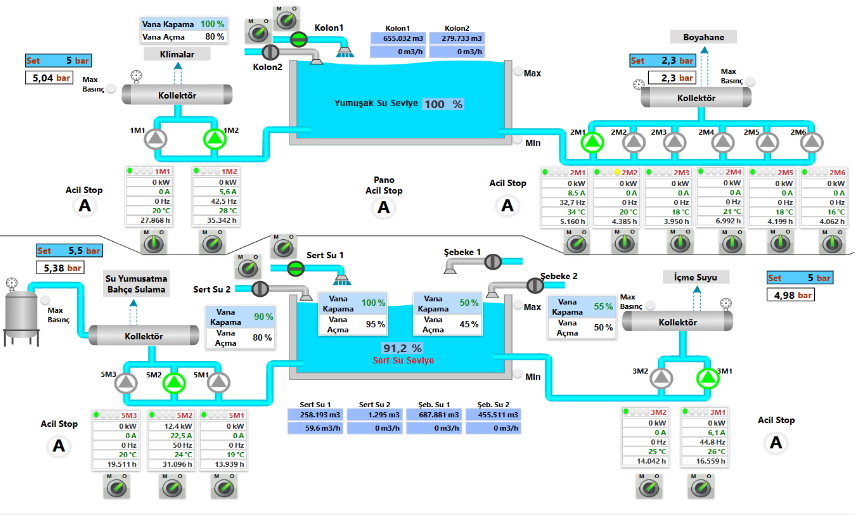 Vana Kapama 100 %
Vana Açma 80 %
M O
M O
Kolon1
Kolon2
Kolon1 Kolon2
655.032 m3 279.733 m3
0 m3/h 0 m3/h
Set 5 bar
5,04 bar
Max Basınç
Klimalar
Kollektör
1M1 1M2
Yumuşak Su Seviye 100 %
Max
Min
Boyahane
Set 2,3 bar
2,3 bar
Max Basınç
Kollektör
2M1 2M2 2M3 2M4 2M5 2M6
Acil Stop
A
1M1 1M2
0 kW 0 kW
0 A 5,6 A
0 Hz 42,5 Hz
20 °C 28 °C
27.868 h 35.342 h
M O M O
Pano
Acil Stop
A
Acil Stop
A
2M1 2M2 2M3 2M4 2M5 2M6
0 kW 0 kW 0 kW 0 kW 0 kW 0 kW
8,5 A 0 A 0 A 0 A 0 A 0 A
32,7 Hz 0 Hz 0 Hz 0 Hz 0 Hz 0 Hz
34 °C 20 °C 18 °C 21 °C 18 °C 16 °C
5.160 h 4.385 h 3.950 h 6.992 h 4.199 h 4.062 h
M O M O M O M O M O M O
Set 5,5 bar
5,38 bar
Max Basınç
Su Yumusatma
Bahçe Sulama
Kollektör
5M3 5M2 5M1
M O
M O
Sert Su 1
Sert Su 2
Vana Kapama 90 %
Vana Açma 80 %
Vana Kapama 100 %
Vana Açma 95 %
Şebeke 1
Şebeke 2
Vana Kapama 50 %
Vana Açma 45 %
Vana Kapama 55 %
Vana Açma 50 %
91,2 %
Sert Su Seviye
Max
Min
İçme Suyu
Set 5 bar
4,98 bar
Max Basınç
Kollektör
3M2 3M1
Acil Stop
A
5M3 5M2 5M1
0 kW 12,4 kW 0 kW
0 A 22,5 A 0 A
0 Hz 50 Hz 0 Hz
20 °C 24 °C 19 °C
19.511 h 31.096 h 13.939 h
M O M O M O
Sert Su 1 Sert Su 2 Şeb. Su 1 Şeb. Su 2
258.193 m3 1.295 m3 687.881 m3 455.511 m3
59,6 m3/h 0 m3/h 0 m3/h 0 m3/h
3M2 3M1
0 kW 0 kW
0 A 6,1 A
0 Hz 44,8 Hz
25 °C 26 °C
14.042 h 16.559 h
M O M O
Acil Stop
A